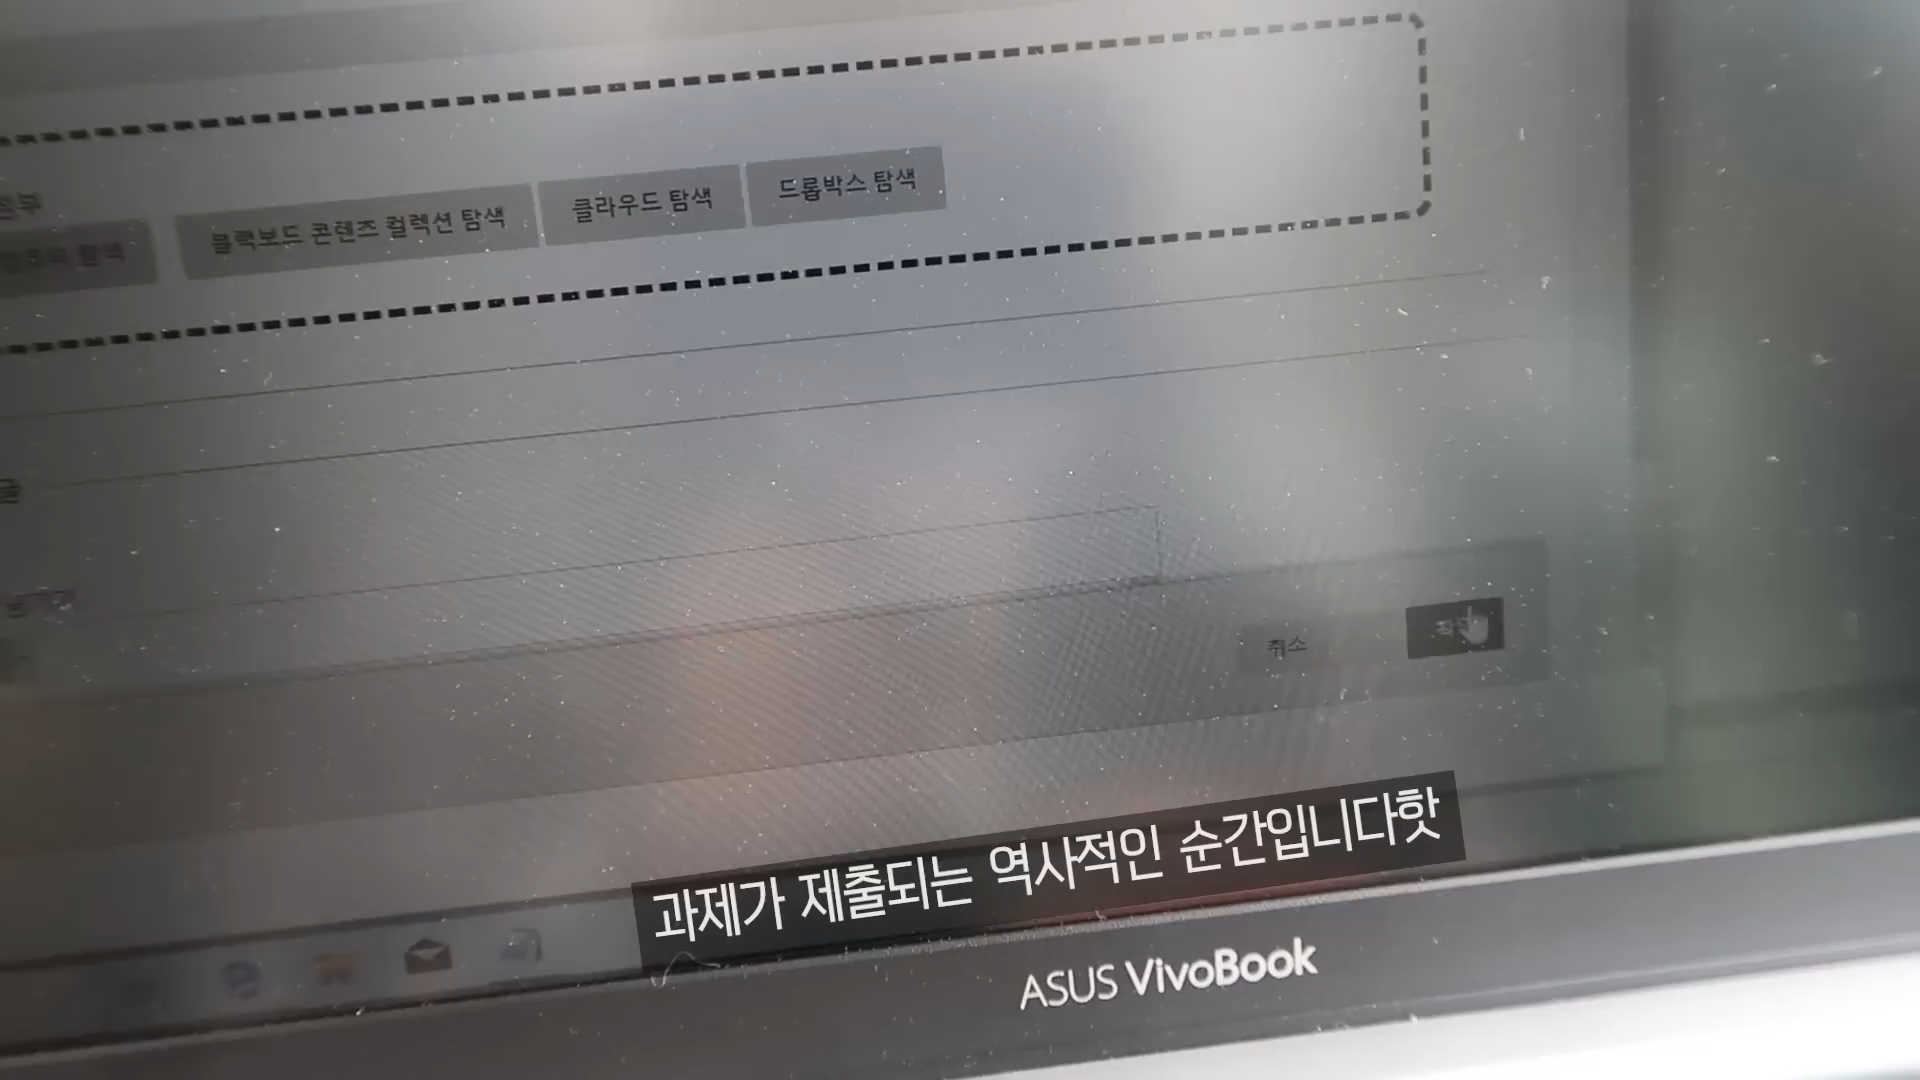 블랙보드 콘텐츠 컬렉션 탐색
클라우드 탐색
드롭박스 탐색
취소
과제가 제출되는 역사적인 순간입니다핫
ASUS VivoBook